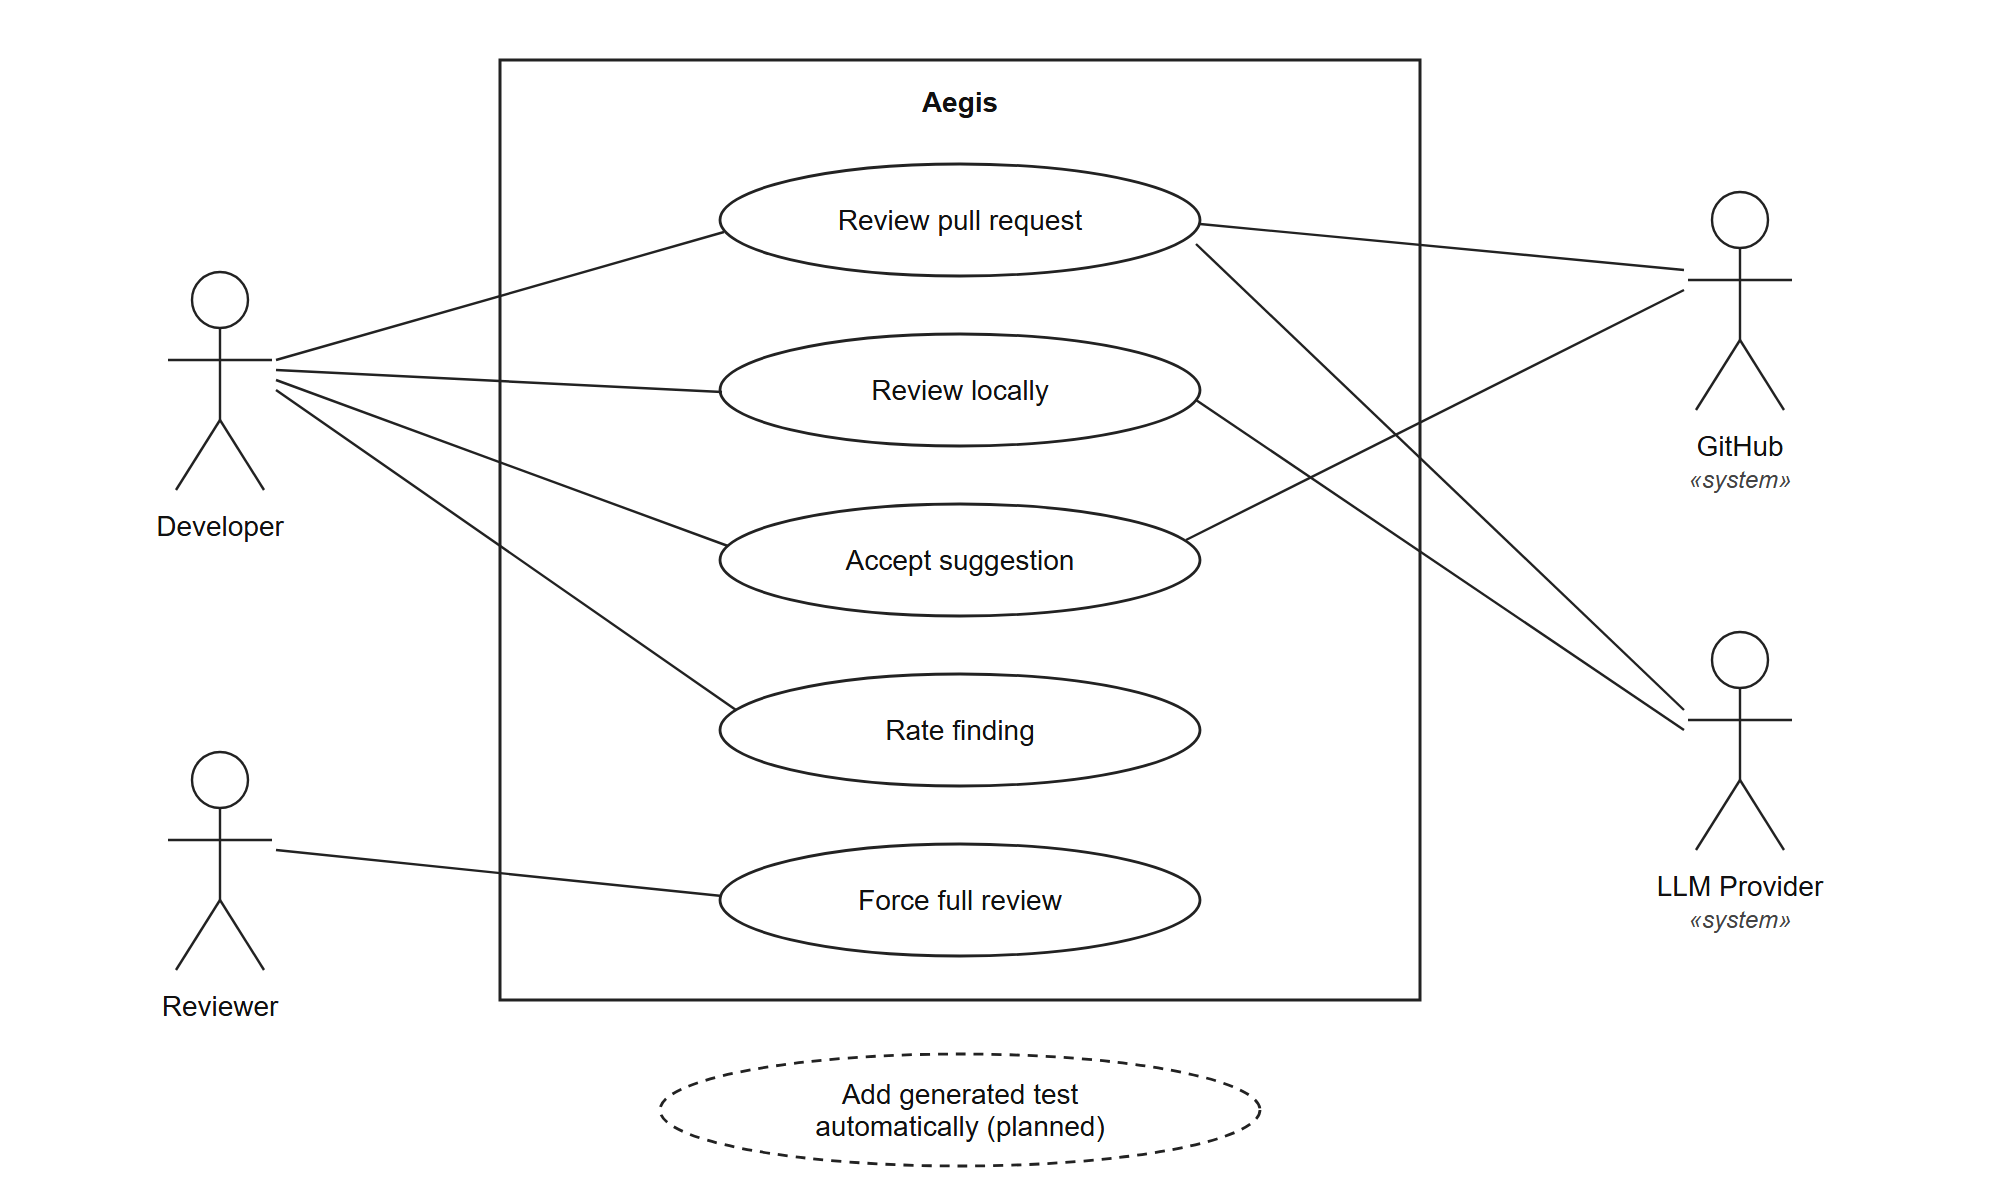 Aegis
Review pull request
Review locally
Accept suggestion
Rate finding
Force full review
Developer
Reviewer
GitHub
«system»
LLM Provider
«system»
Add generated test
automatically (planned)